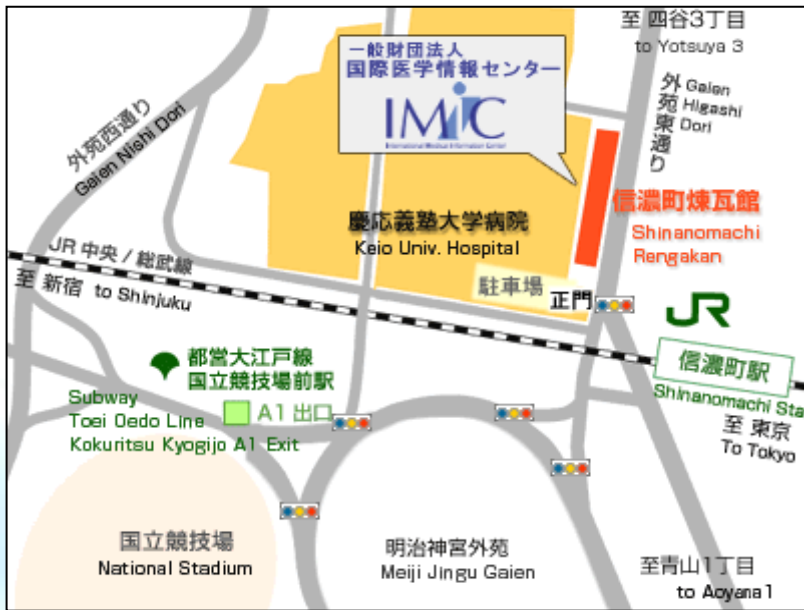 至 四谷3丁目
to Yotsuya 3
一般財団法人
国際医学情報センター
IMIC
International Medical Information Center
外苑東通り
Gaien
Higashi
Dori
外苑西通り
Gaien Nishi Dori
信濃町煉瓦館
Shinanomachi
Rengakan
慶応義塾大学病院
Keio Univ. Hospital
JR 中央 / 総武線
至 新宿 to Shinjuku
駐車場
正門
JR
信濃町駅
Shinanomachi Sta
至 東京
To Tokyo
都営大江戸線
国立競技場前駅
Subway
Toei Oedo Line
Kokuritsu Kyogijo A1 Exit
A1 出口
国立競技場
National Stadium
明治神宮外苑
Meiji Jingu Gaien
至青山1丁目
to Aoyama1